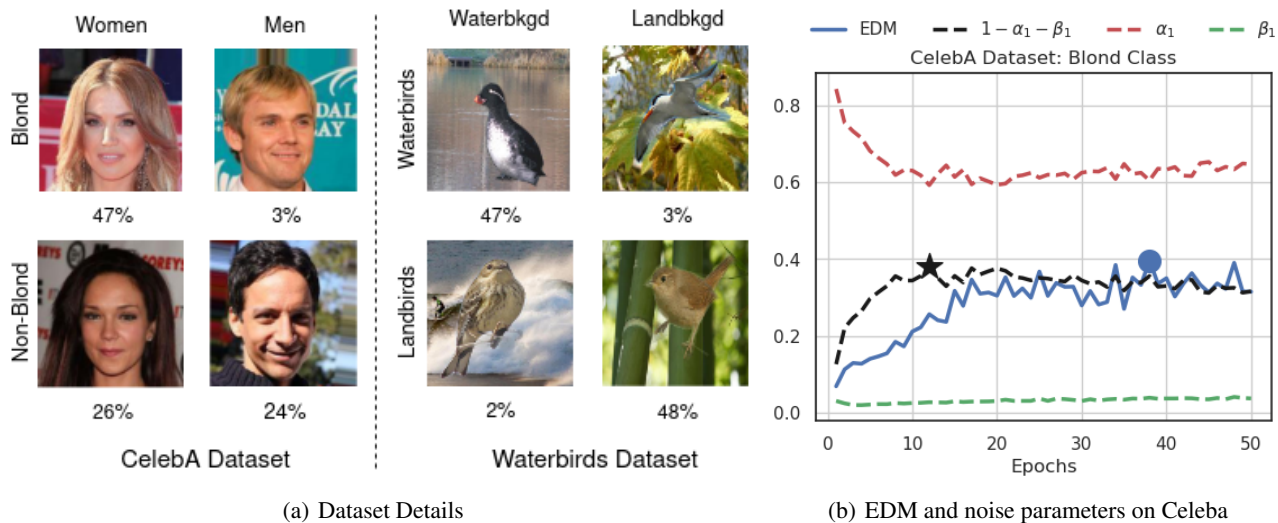 Women Men
Blond
47% 3%
Non-Blond
26% 24%
CelebA Dataset
Waterbkgd Landbkgd
Waterbirds
47% 3%
Landbirds
2% 48%
Waterbirds Dataset
(a) Dataset Details
EDM 1 − α₁ − β₁ α₁ β₁
CelebA Dataset: Blond Class
0.8
0.6
0.4
0.2
0.0
0 10 20 30 40 50
Epochs
(b) EDM and noise parameters on Celeba